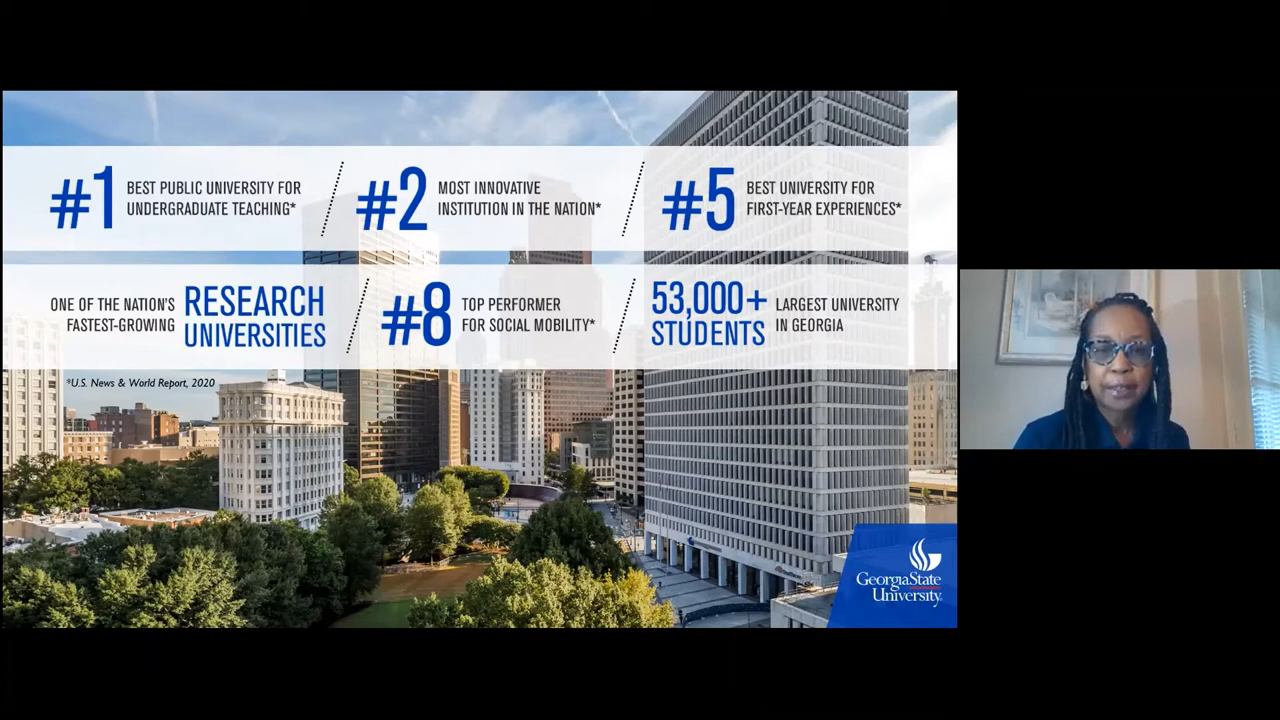 #1 BEST PUBLIC UNIVERSITY FOR
UNDERGRADUATE TEACHING*
#2 MOST INNOVATIVE
INSTITUTION IN THE NATION*
#5 BEST UNIVERSITY FOR
FIRST-YEAR EXPERIENCES*
ONE OF THE NATION'S
FASTEST-GROWING
RESEARCH
UNIVERSITIES
#8 TOP PERFORMER
FOR SOCIAL MOBILITY*
53,000+
STUDENTS
LARGEST UNIVERSITY
IN GEORGIA
*U.S. News & World Report, 2020
GeorgiaState
University